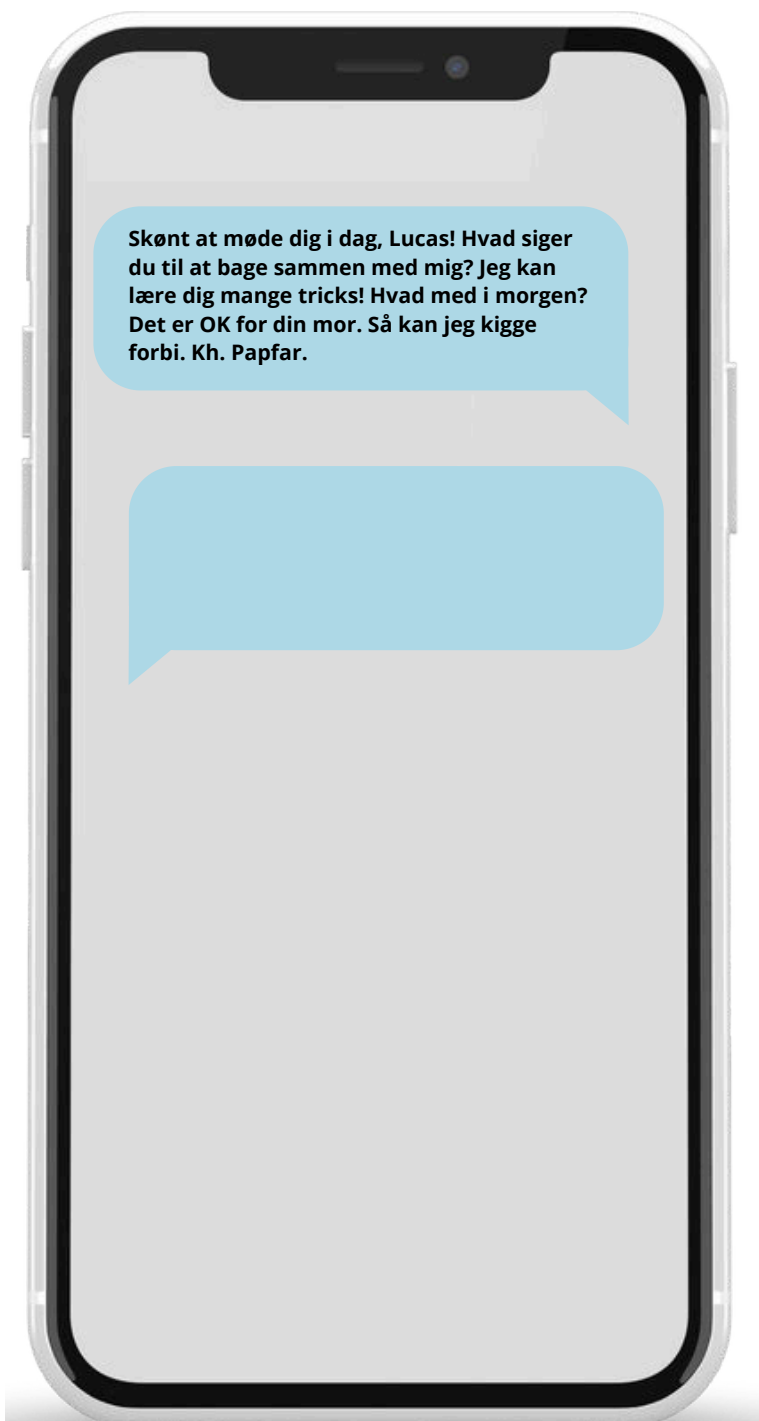 Skønt at møde dig i dag, Lucas! Hvad siger
du til at bage sammen med mig? Jeg kan
lære dig mange tricks! Hvad med i morgen?
Det er OK for din mor. Så kan jeg kigge
forbi. Kh. Papfar.